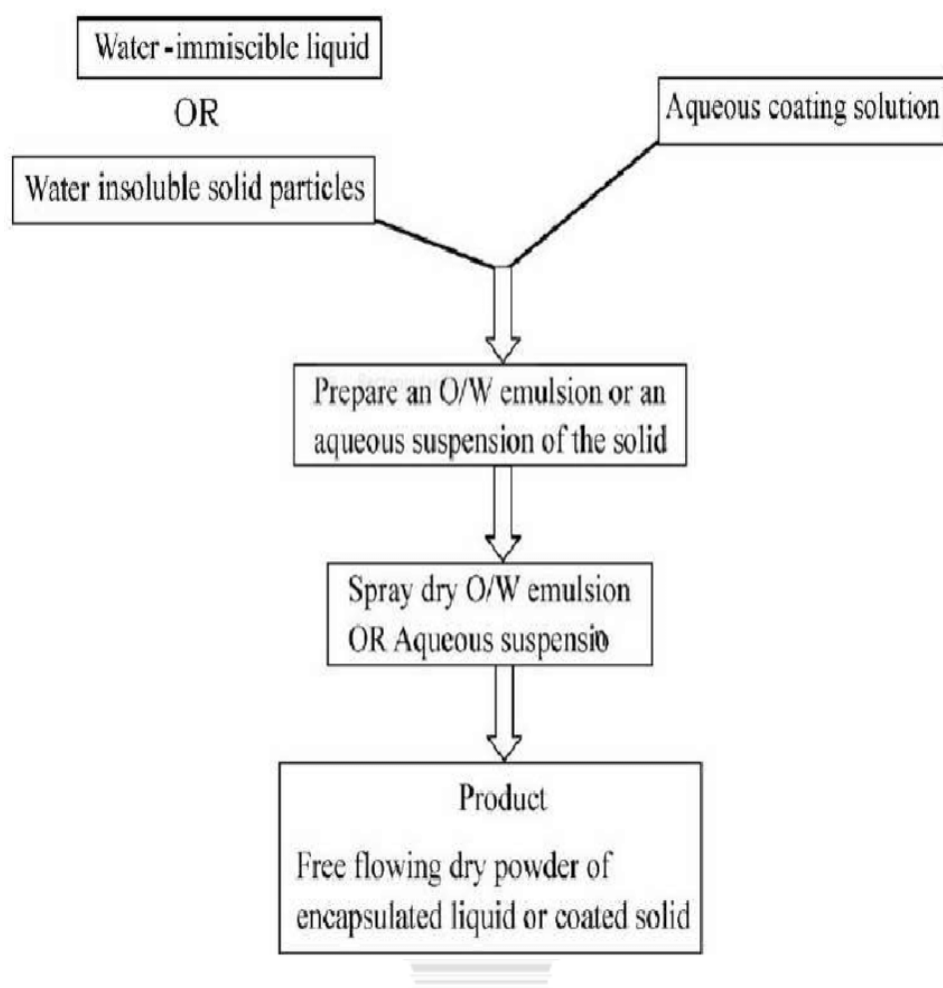 Water-immiscible liquid
OR
Water insoluble solid particles
Aqueous coating solution
Prepare an O/W emulsion or an
aqueous suspension of the solid
Spray dry O/W emulsion
OR Aqueous suspensio
Product
Free flowing dry powder of
encapsulated liquid or coated solid